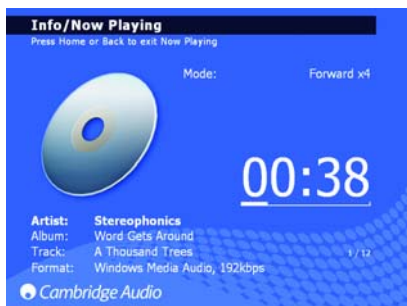 Info/Now Playing
Press Home or Back to exit Now Playing
Mode: Forward x4
00:38
Artist: Stereophonics
Album: Word Gets Around
Track: A Thousand Trees 1/12
Format: Windows Media Audio, 192kbps
Cambridge Audio